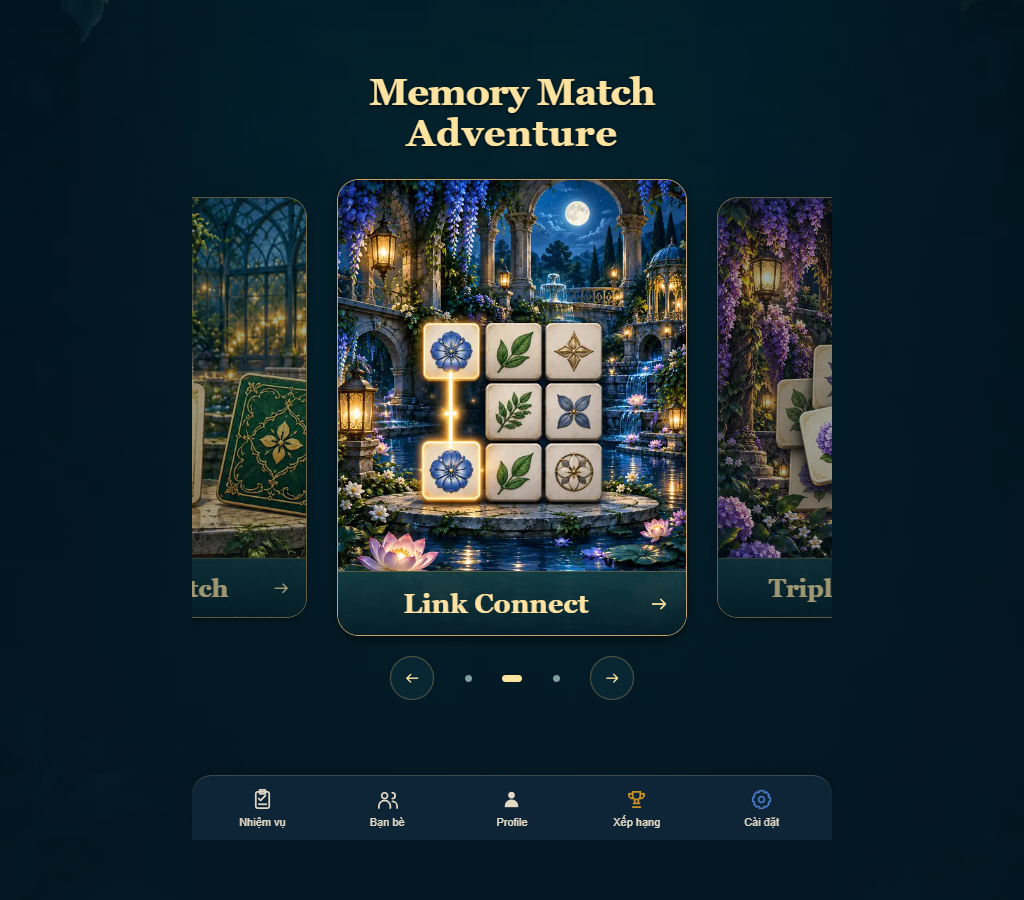 Memory Match
Adventure
tch
Link Connect
Tripl
Nhiệm vụ
Bạn bè
Profile
Xếp hạng
Cài đặt